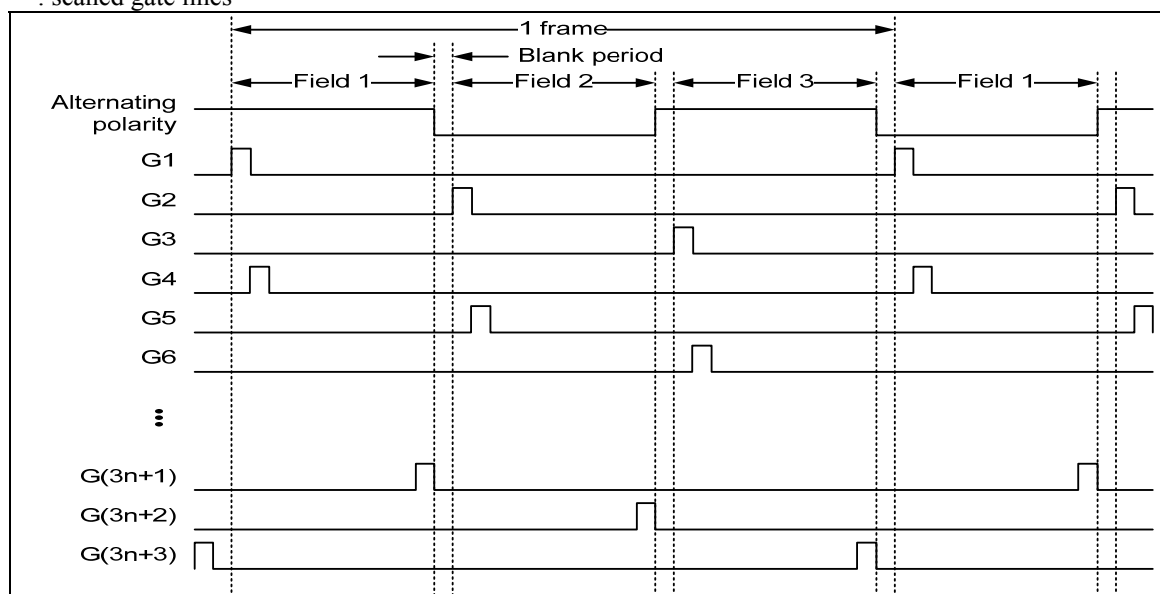 : scaned gate lines
1 frame
Blank period
Field 1 Field 2 Field 3 Field 1
Alternating
polarity
G1
G2
G3
G4
G5
G6
G(3n+1)
G(3n+2)
G(3n+3)